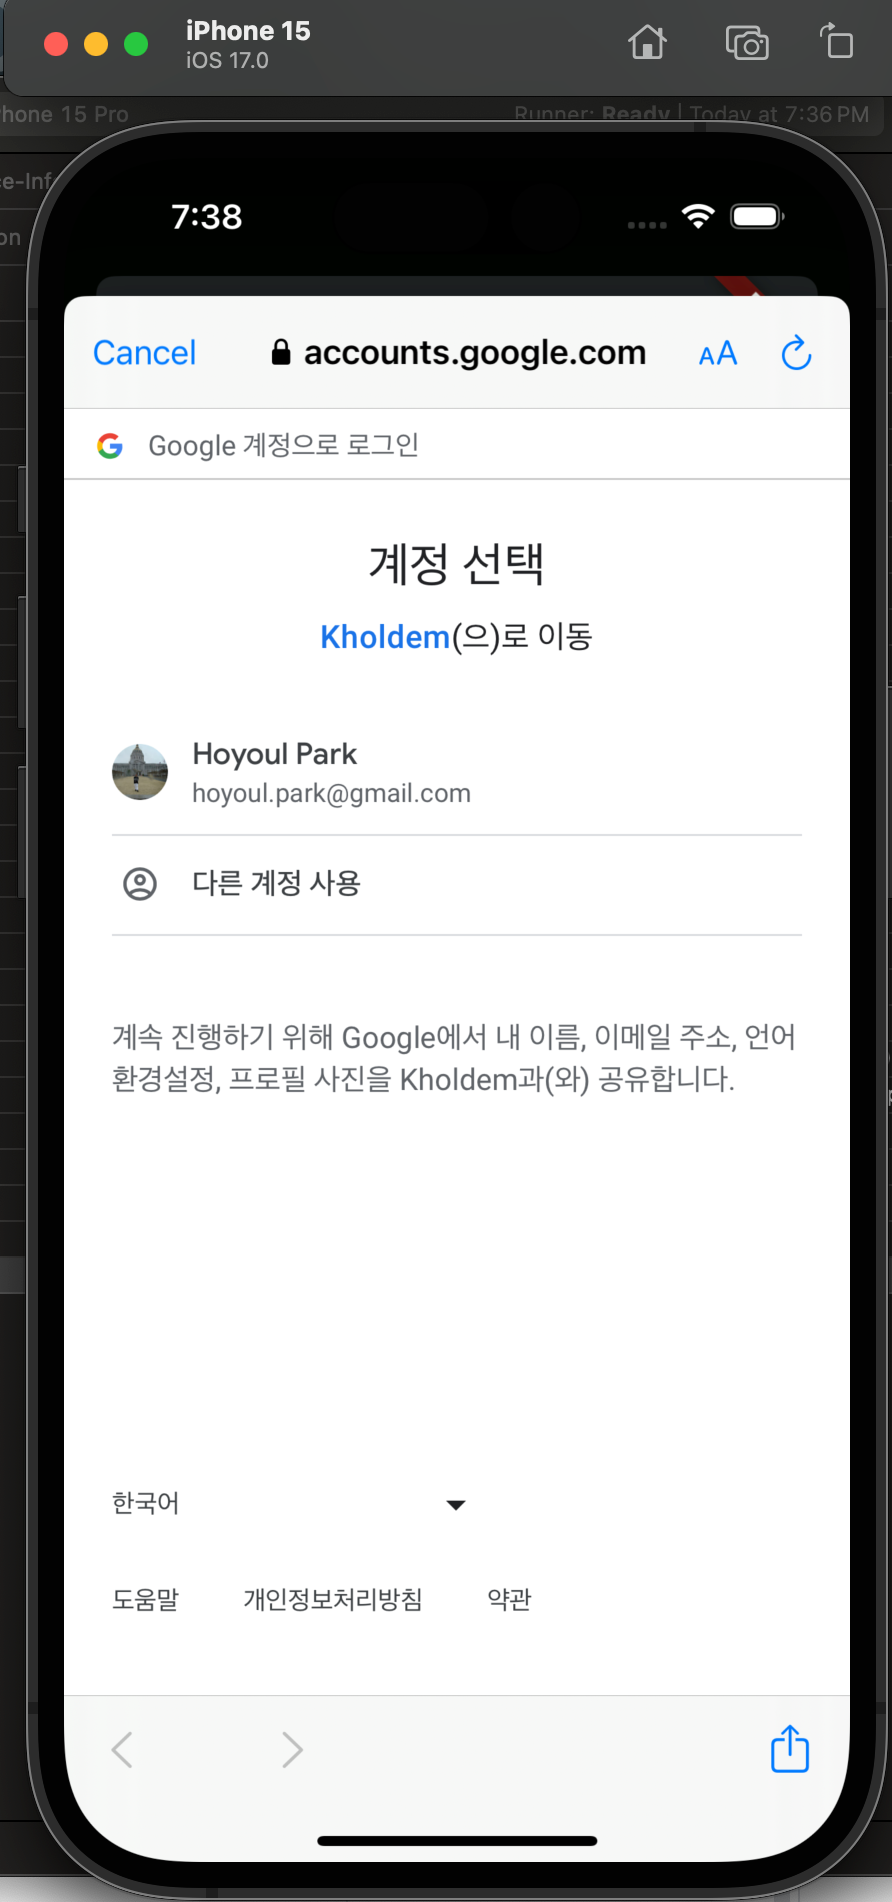 iPhone 15
iOS 17.0
hone 15 Pro
Runner: Ready | Today at 7:36 PM
ce-Inf
on
7:38
Cancel
accounts.google.com
AA
Google 계정으로 로그인
계정 선택
Kholdem(으)로 이동
Hoyoul Park
hoyoul.park@gmail.com
다른 계정 사용
계속 진행하기 위해 Google에서 내 이름, 이메일 주소, 언어
환경설정, 프로필 사진을 Kholdem과(와) 공유합니다.
한국어
도움말 개인정보처리방침 약관